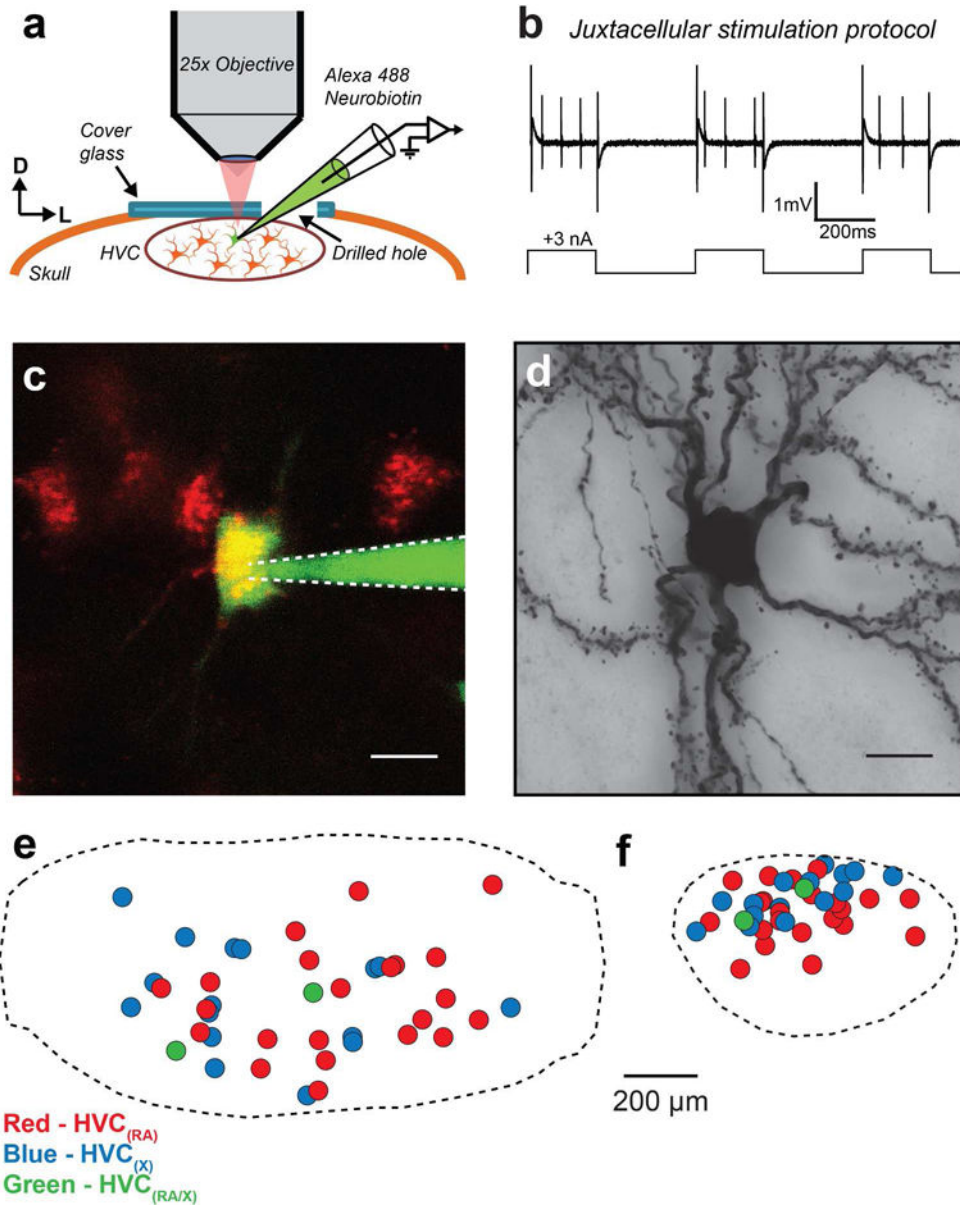 a
25x Objective
Alexa 488
Neurobiotin
Cover
glass
D
L
HVC
Skull
Drilled hole
b
Juxtacellular stimulation protocol
1mV
200ms
+3 nA
c
d
e
f
200 µm
Red - HVC(RA)
Blue - HVC(X)
Green - HVC(RA/X)